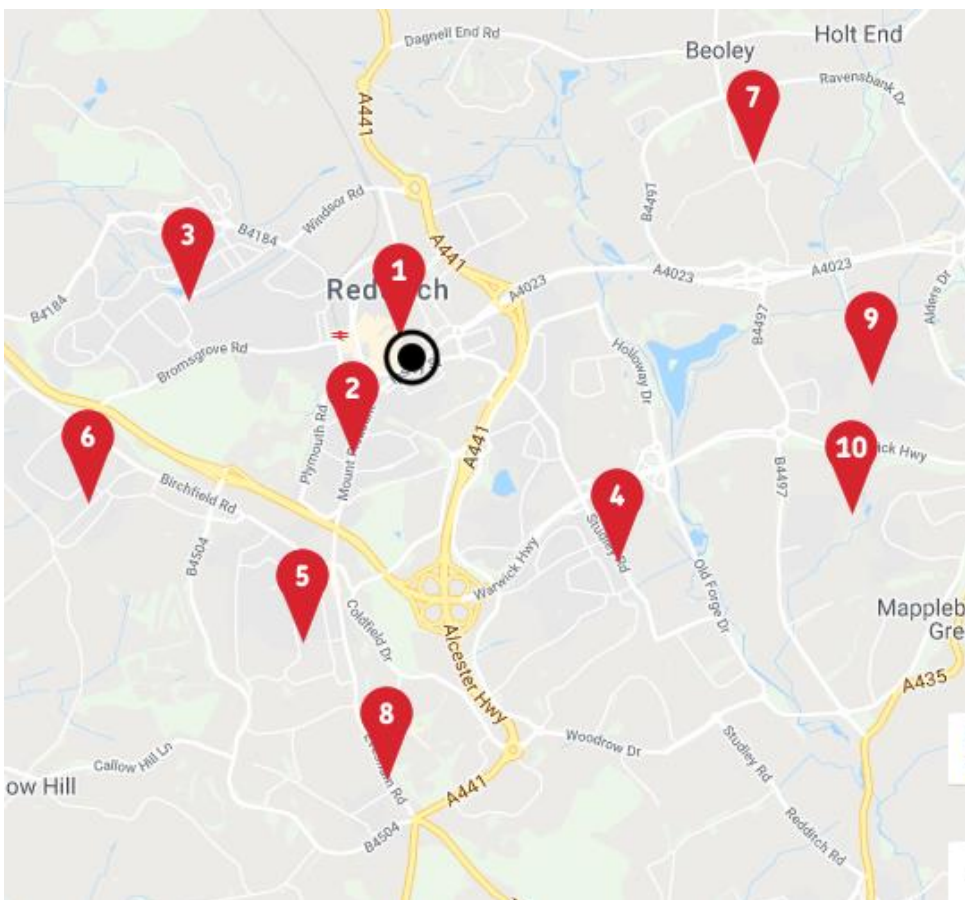 Dagnell End Rd
Beoley
Holt End
Ravensbank Dr
7
A441
B4497
Windsor Rd
B4184
3
A441
1
A4023
A4023
A4023
B4184
Bromsgrove Rd
Holloway Dr
B4497
9
Alders Dr
2
6
Plymouth Rd
A441
10
Hwy
Birchfield Rd
B4497
4
Studley Rd
B4504
Warwick Hwy
5
Old Forge Dr
Coldfield Dr
Alcester Hwy
A435
8
Woodrow Dr
Studley Rd
Callow Hill Ln
Hill
Rd
A441
B4504
Redditch Rd